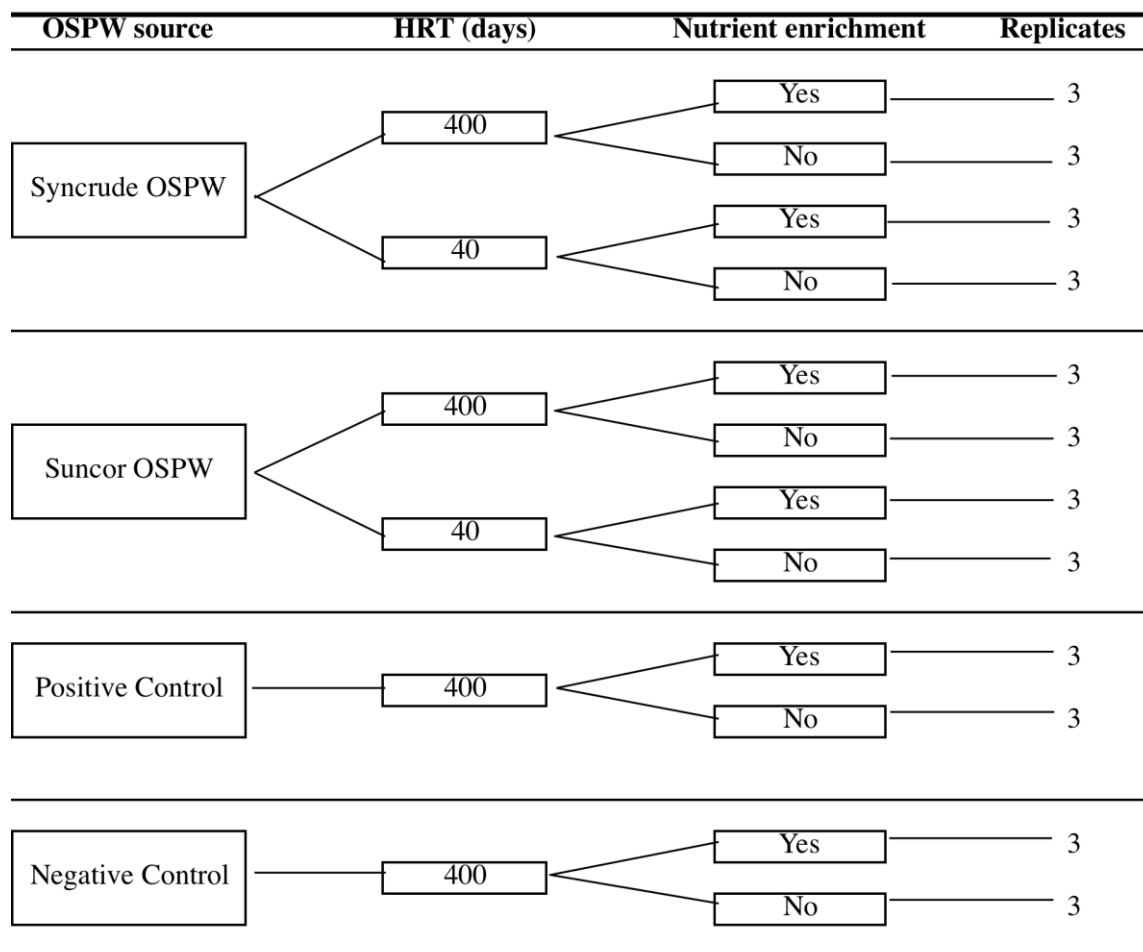 OSPW source HRT (days) Nutrient enrichment Replicates
Yes 3
400
No 3
Syncrude OSPW
Yes 3
40
No 3
Yes 3
400
No 3
Suncor OSPW
Yes 3
40
No 3
Yes 3
Positive Control 400
No 3
Yes 3
Negative Control 400
No 3